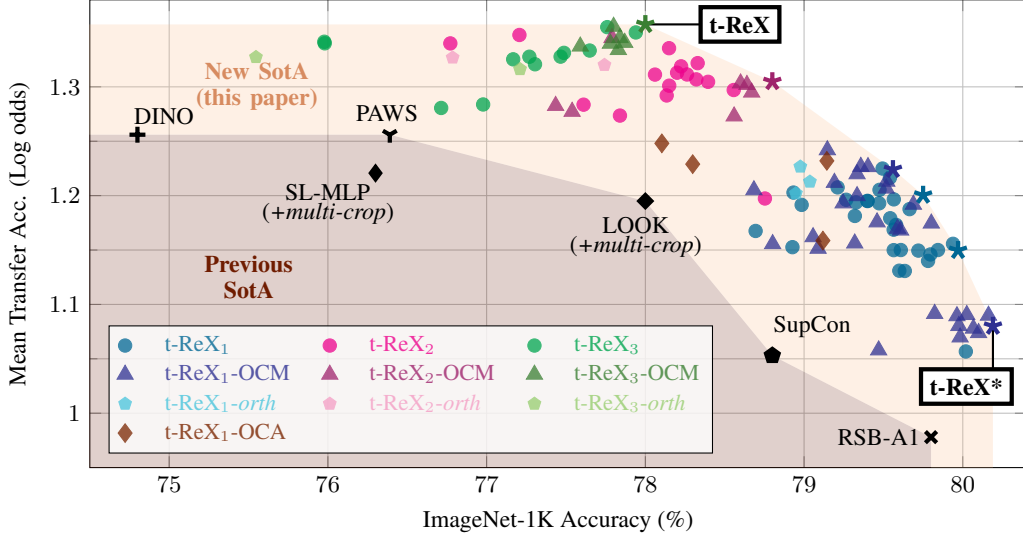 Mean Transfer Acc. (Log odds)
1.3
1.2
1.1
1
t-ReX
New SotA
(this paper)
DINO
PAWS
SL-MLP
(+multi-crop)
LOOK
(+multi-crop)
Previous
SotA
SupCon
t-ReX*
RSB-A1
t-ReX₁
t-ReX₂
t-ReX₃
t-ReX₁-OCM
t-ReX₂-OCM
t-ReX₃-OCM
t-ReX₁-orth
t-ReX₂-orth
t-ReX₃-orth
t-ReX₁-OCA
75
76
77
78
79
80
ImageNet-1K Accuracy (%)